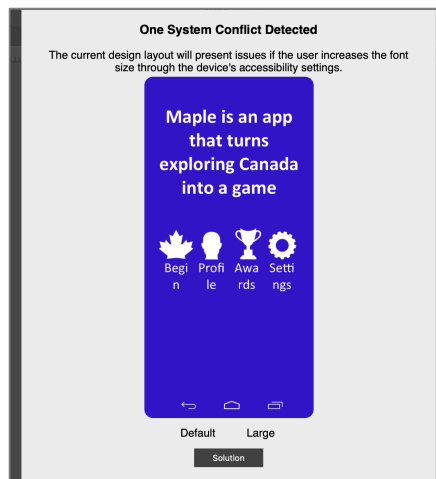 One System Conflict Detected
The current design layout will present issues if the user increases the font
size through the device's accessibility settings.
Maple is an app
that turns
exploring Canada
into a game
Begi Profi Awa Setti
n le rds ngs
Default Large
Solution